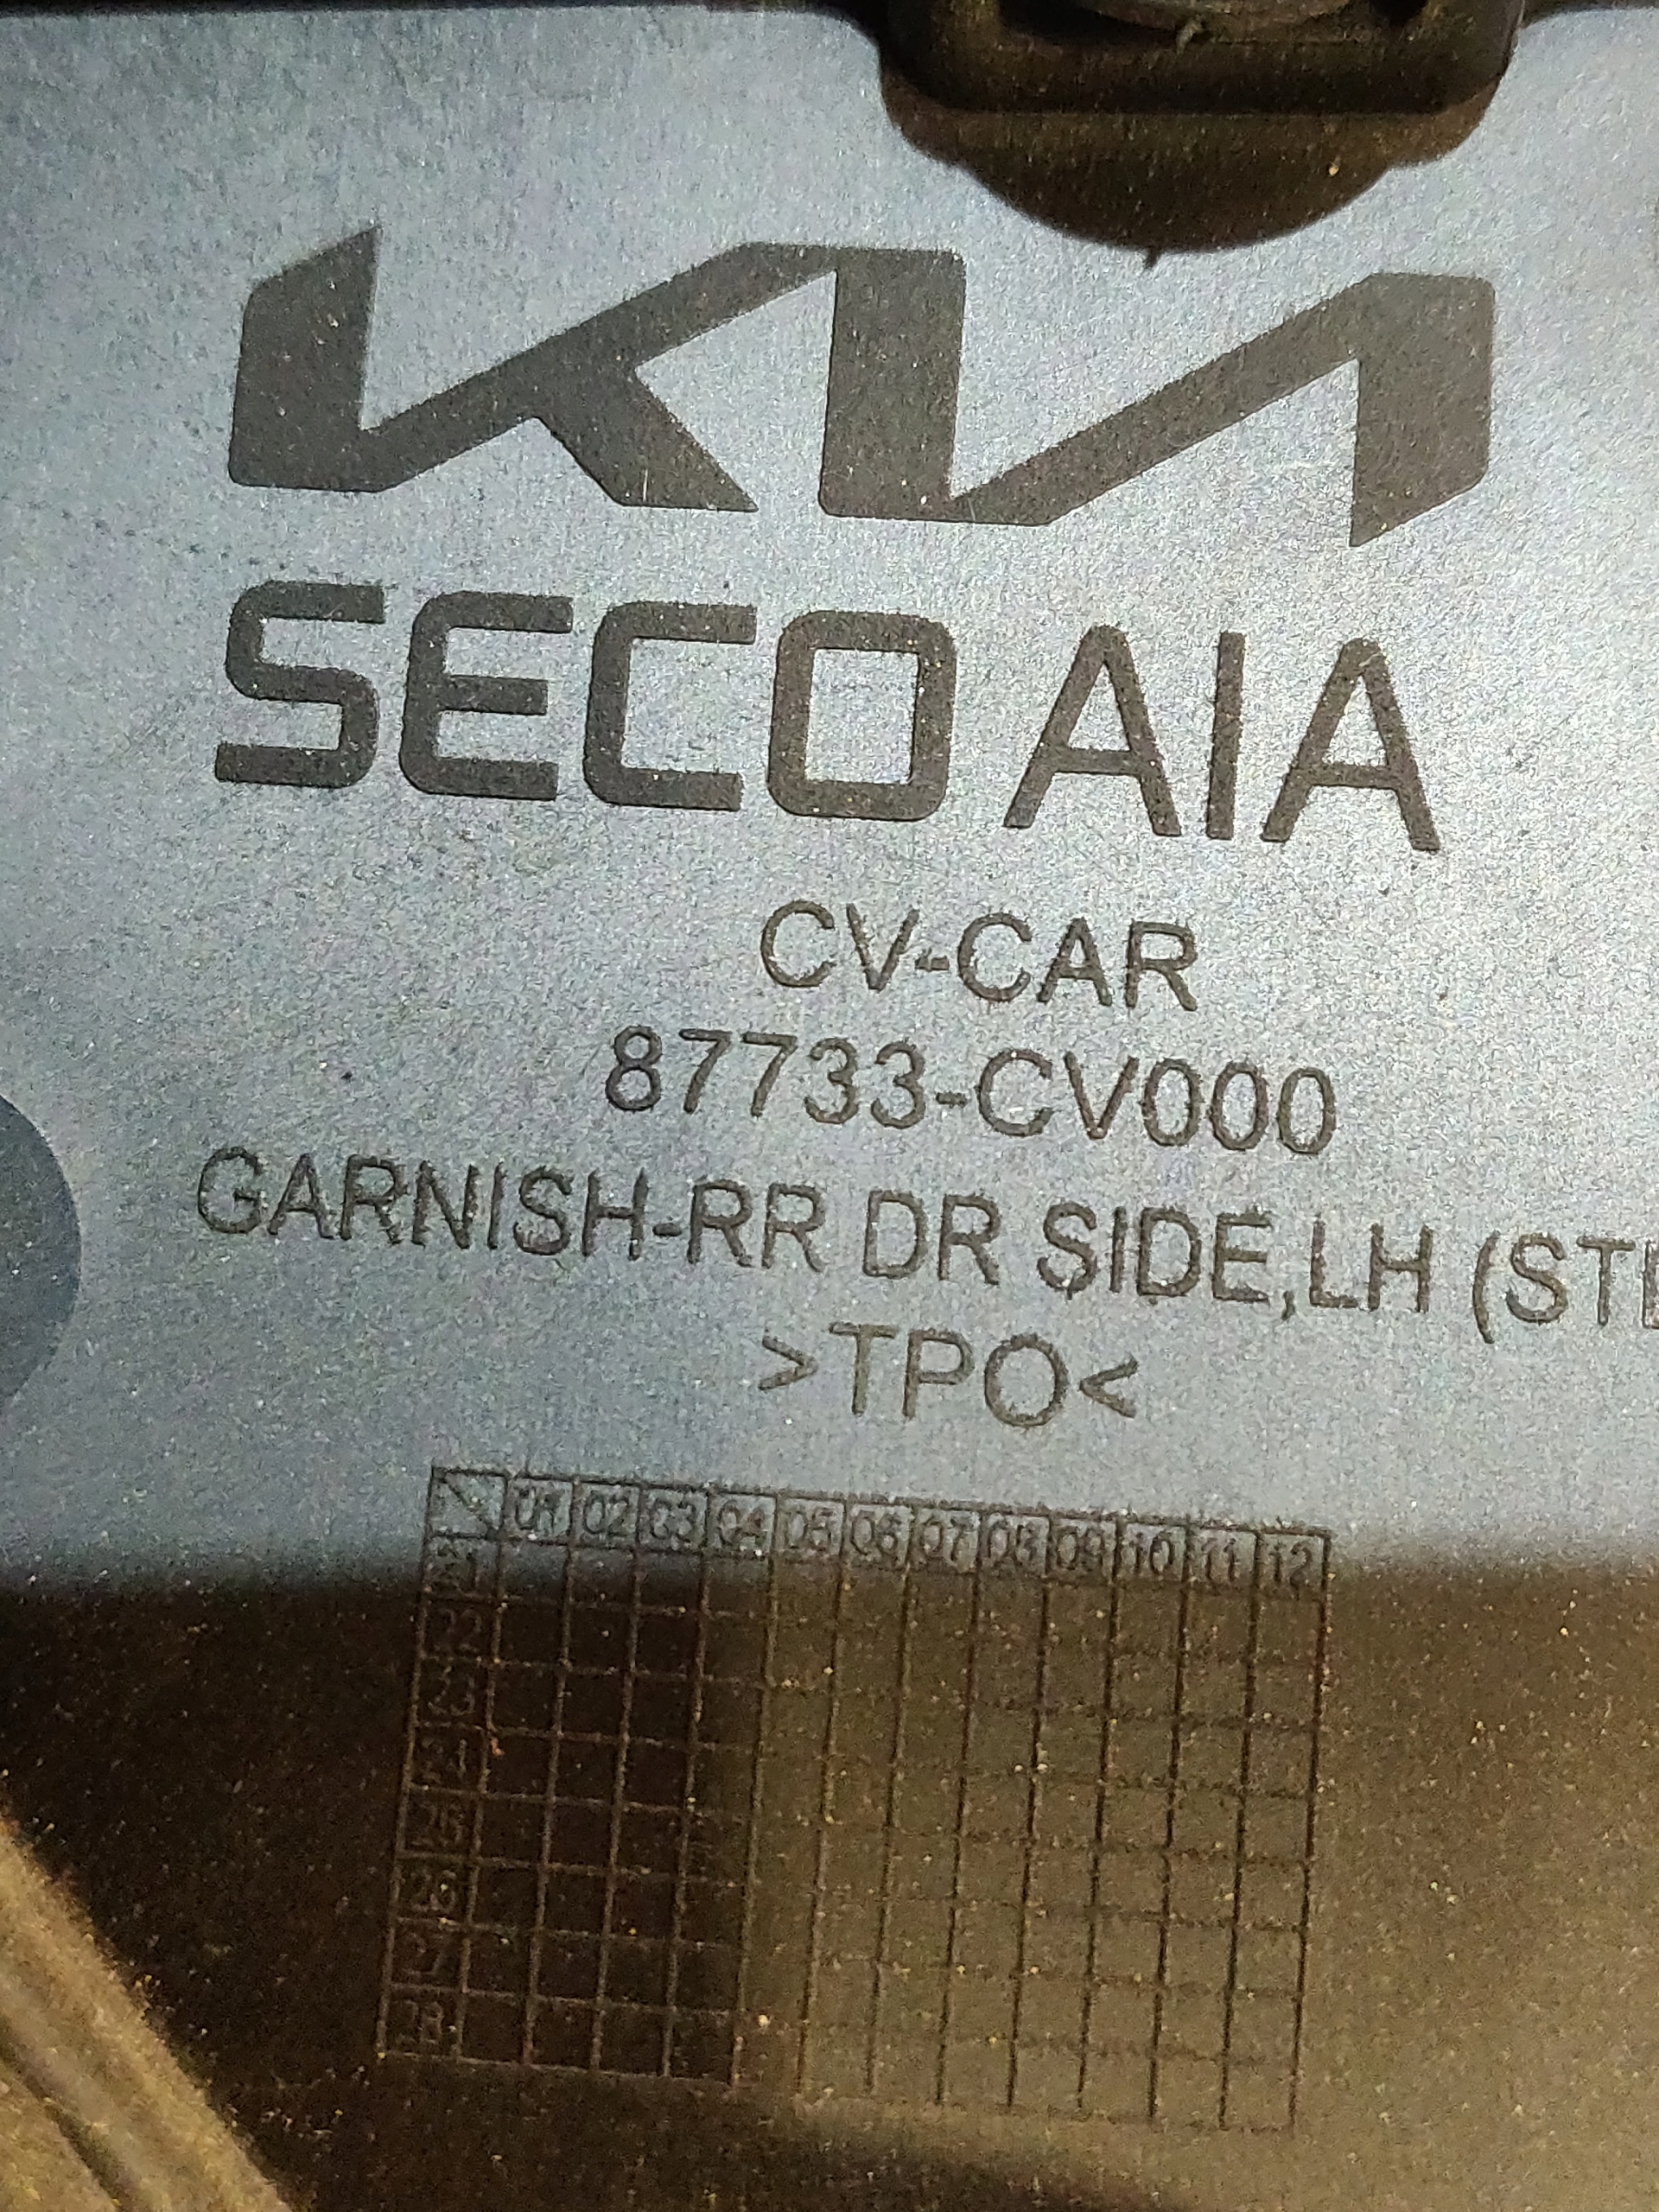 KIA
SECO AIA
CV-CAR
87733-CV000
GARNISH-RR DR SIDE,LH (ST
>TPO<
01 02 03 04 05 06 07 08 09 10 11 12
21
22
23
24
25
26
27
28